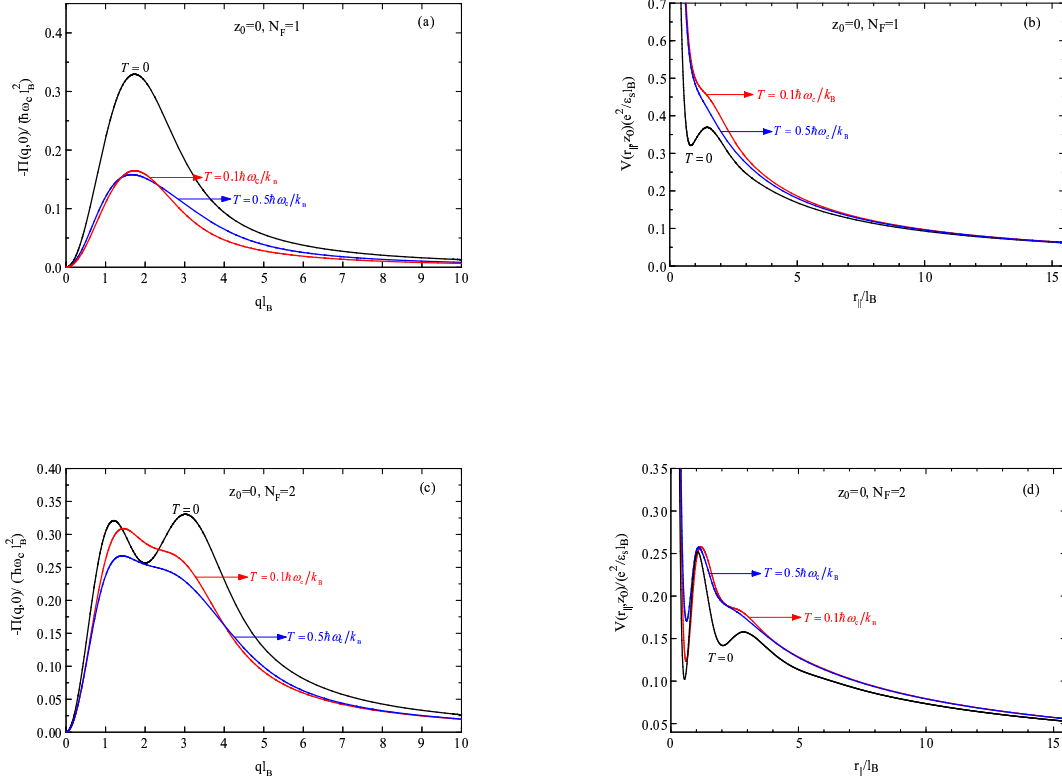 z₀=0, N_F=1
(a)
T = 0
T = 0.1ħω_c/k_B
T = 0.5ħω_c/k_B
-Π(q,0)/ (ħω_c l_B²)
0.0
0.1
0.2
0.3
0.4
0
1
2
3
4
5
6
7
8
9
10
ql_B
z₀=0, N_F=1
(b)
T = 0.1ħω_c/k_B
T = 0.5ħω_c/k_B
T = 0
V(r_||, z₀)(e²/ε_s l_B)
0.0
0.1
0.2
0.3
0.4
0.5
0.6
0.7
0
5
10
15
r_||/l_B
z₀=0, N_F=2
(c)
T = 0
T = 0.1ħω_c/k_B
T = 0.5ħω_c/k_B
-Π(q,0)/ (ħω_c l_B²)
0.00
0.05
0.10
0.15
0.20
0.25
0.30
0.35
0.40
0
1
2
3
4
5
6
7
8
9
10
ql_B
z₀=0, N_F=2
(d)
T = 0.5ħω_c/k_B
T = 0.1ħω_c/k_B
T = 0
V(r_||, z₀)/(e²/ε_s l_B)
0.05
0.10
0.15
0.20
0.25
0.30
0.35
0
5
10
15
r_||/l_B